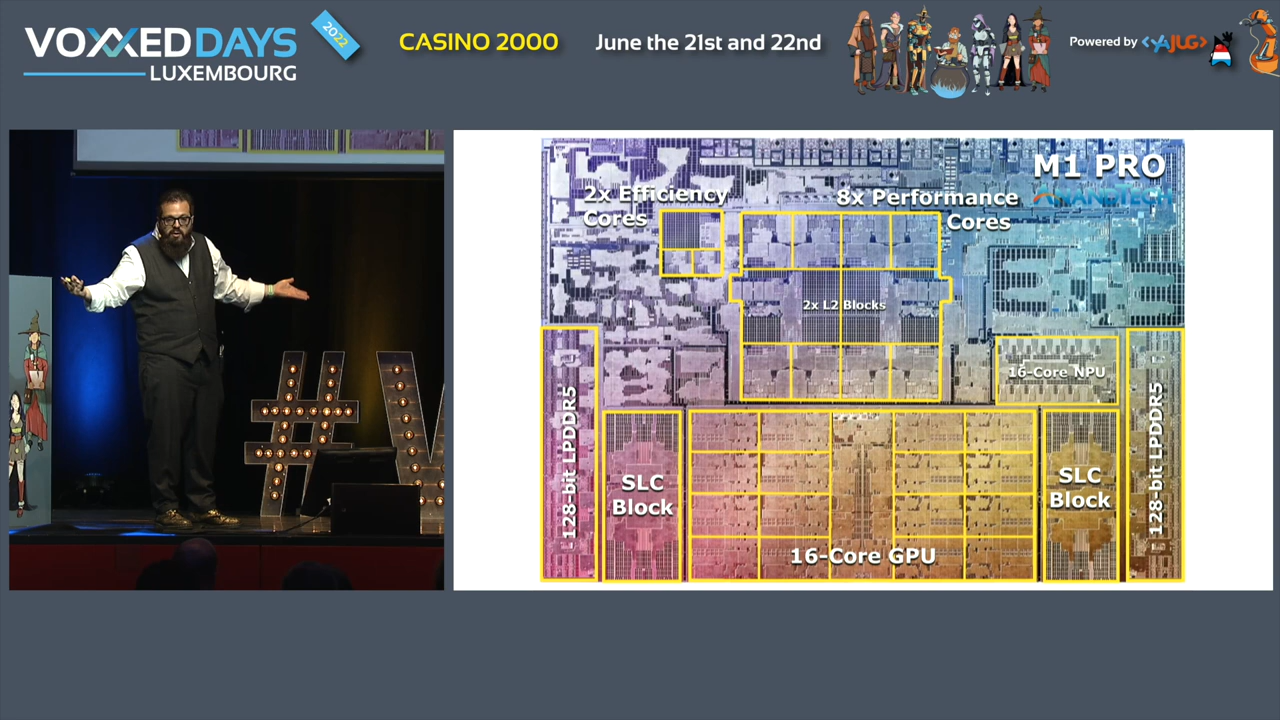 VOXXEDDAYS
LUXEMBOURG
2022
CASINO 2000
June the 21st and 22nd
Powered by <YAJUG>
M1 PRO
ANANDTECH
2x Efficiency
Cores
8x Performance
Cores
2x L2 Blocks
16-Core NPU
128-bit LPDDR5
SLC
Block
16-Core GPU
SLC
Block
128-bit LPDDR5
#V